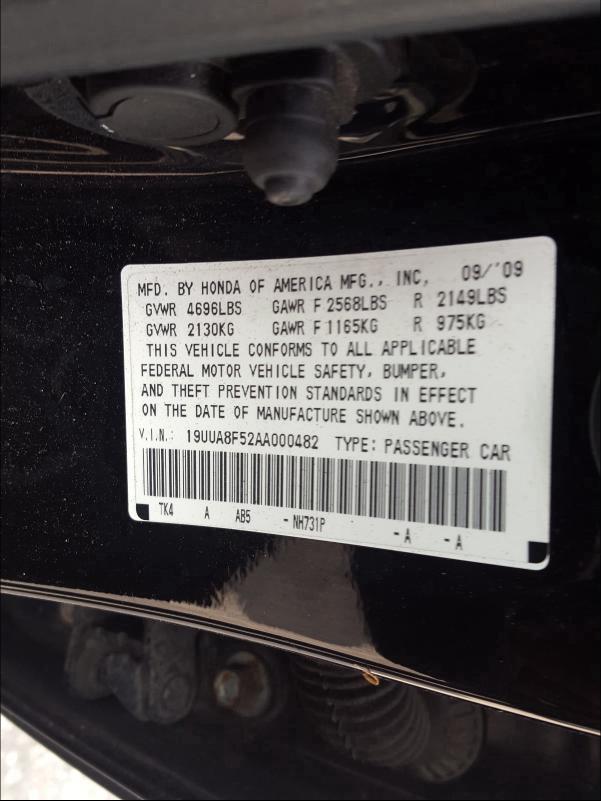 MFD. BY HONDA OF AMERICA MFG., INC, 09/'09
GVWR 4696LBS GAWR F 2568LBS R 2149LBS
GVWR 2130KG GAWR F 1165KG R 975KG
THIS VEHICLE CONFORMS TO ALL APPLICABLE
FEDERAL MOTOR VEHICLE SAFETY, BUMPER,
AND THEFT PREVENTION STANDARDS IN EFFECT
ON THE DATE OF MANUFACTURE SHOWN ABOVE.
V.I.N.: 19UUA8F52AA000482 TYPE: PASSENGER CAR
TK4 A AB5 - NH731P - A - A